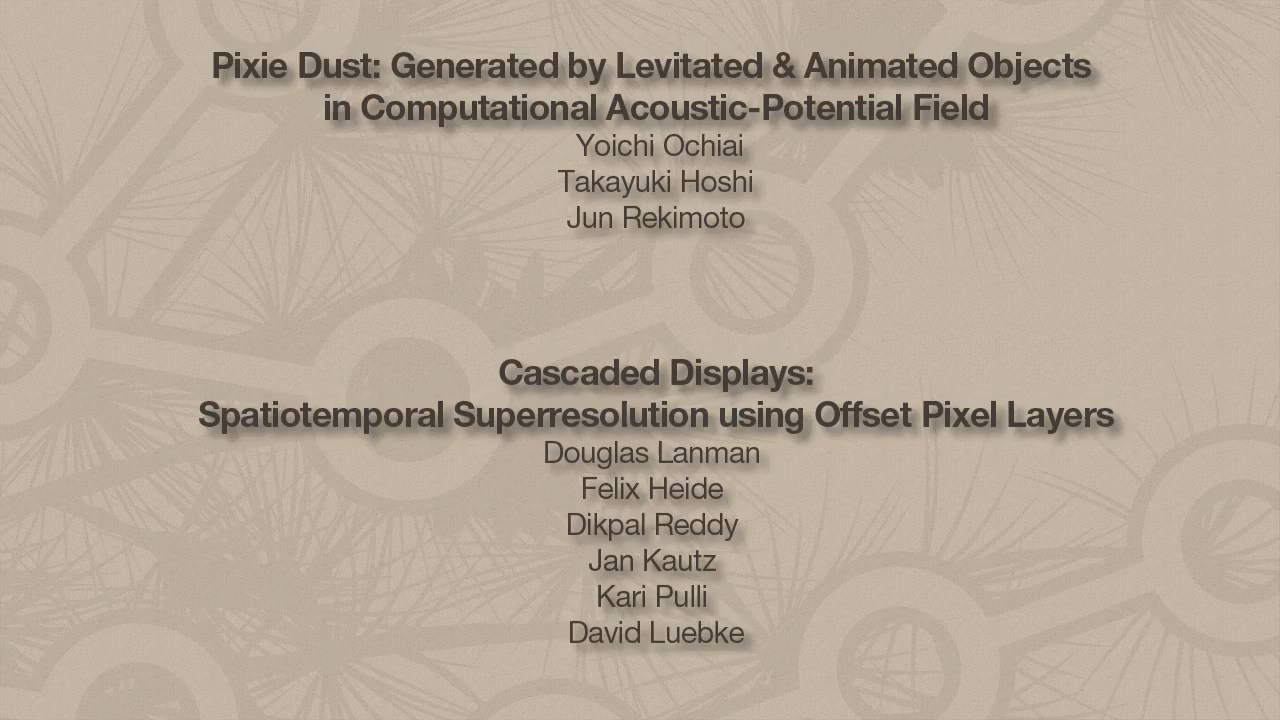 Pixie Dust: Generated by Levitated & Animated Objects
in Computational Acoustic-Potential Field
Yoichi Ochiai
Takayuki Hoshi
Jun Rekimoto
Cascaded Displays:
Spatiotemporal Superresolution using Offset Pixel Layers
Douglas Lanman
Felix Heide
Dikpal Reddy
Jan Kautz
Kari Pulli
David Luebke